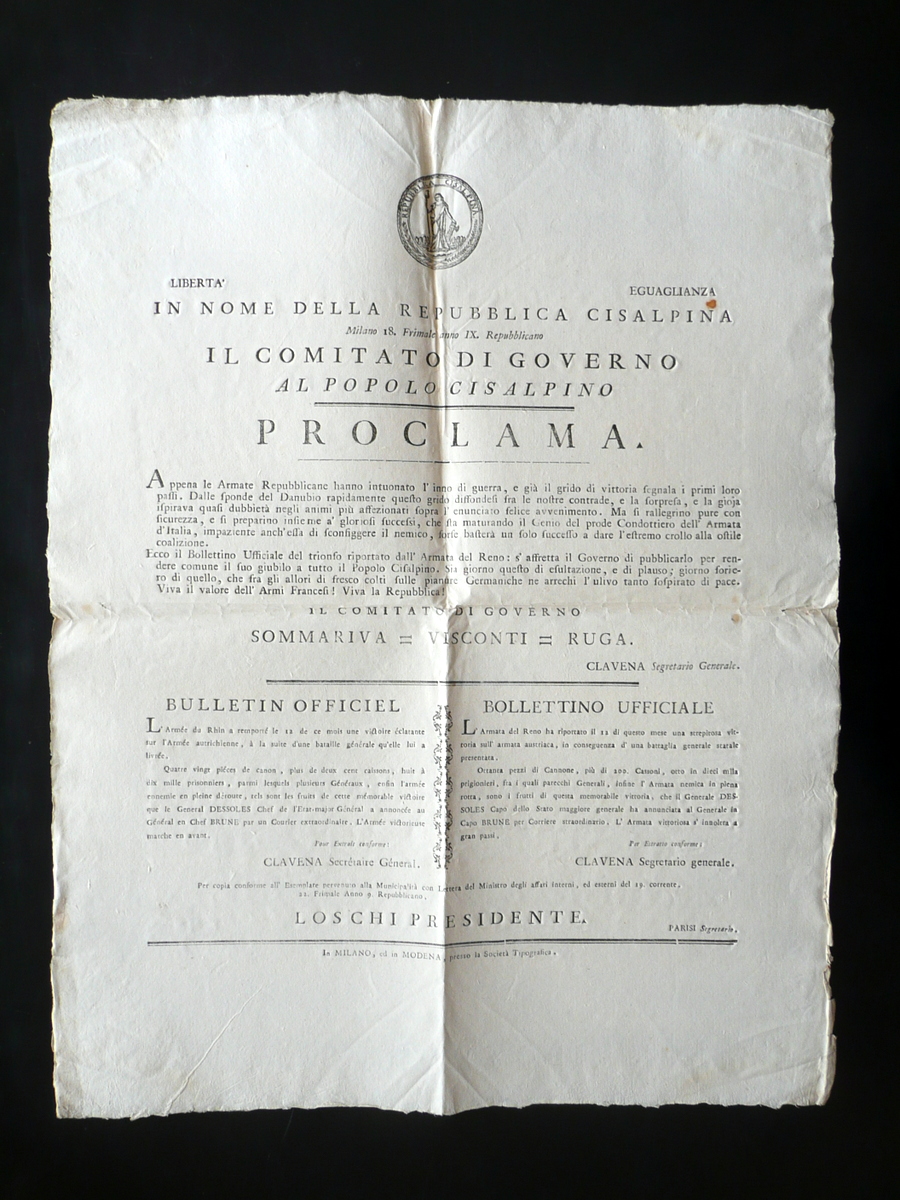 REPUBBLICA CISALPINA
LIBERTA'
EGUAGLIANZA
IN NOME DELLA REPUBBLICA CISALPINA
Milano 18. Frimale anno IX. Repubblicano
IL COMITATO DI GOVERNO
AL POPOLO CISALPINO
PROCLAMA.
Appena le Armate Republicane hanno intuonato l'inno di guerra, e già il grido di vittoria ſegnala i primi loro
paſſi. Dalle ſponde del Danubio rapidamente queſto grido diffondeſi fra le noſtre contrade, e la ſorpreſa, e la gioja
iſpirava quaſi dubbietà negli animi più affezionati ſopra l'enunciato felice avvenimento. Ma ſi rallegrino pure con
ſicurezza, e ſi preparino inſieme a' glorioſi ſucceſſi, che ſta maturando il Genio del prode Condottiero dell' Armata
d'Italia, impaziente anch'eſſa di ſconfiggere il nemico, forſe baſterà un ſolo ſucceſſo a dare l'eſtremo crollo alla oſtile
coalizione.
Ecco il Bollettino Ufficiale del trionfo riportato dall' Armata del Reno: s' affretta il Governo di pubblicarlo per ren-
dere comune il ſuo giubilo a tutto il Popolo Ciſalpino. Sia giorno queſto di eſultazione, e di plauſo; giorno forie-
ro di quello, che fra gli allori di freſco colti ſulle pianure Germaniche ne arrechi l'ulivo tanto ſoſpirato di pace.
Viva il valore dell' Armi Franceſi! Viva la Repubblica!
IL COMITATO DI GOVERNO
SOMMARIVA = VISCONTI = RUGA.
CLAVENA Segretario Generale.
BULLETIN OFFICIEL
L'Armée du Rhin a remporté le 12 de ce mois une victoire éclatante
sur l'Armée autrichienne, à la suite d'une bataille générale qu'elle lui a
livrée.
Quatre vingt piéces de canon, plus de deux cent caissons, huit à
dix mille prisonniers, parmi lesquels plusieurs Généraux, enfin l'armée
ennemie en pleine déroute, tels sont les fruits de cette mémorable victoire
que le General DESSOLES Chef de l'Etat-major Général a annoncée au
Général en Chef BRUNE par un Courier extraordinaire. L'Armée victorieuse
marche en avant.
Pour Extrait conforme:
CLAVENA Secrétaire Général.
BOLLETTINO UFFICIALE
L'Armata del Reno ha riportato il 12 di questo mese una strepitosa vit-
toria sull' armata austriaca, in conseguenza d' una battaglia generale statale
presentata.
Ottanta pezzi di Cannone, più di 200. Cassoni, otto in dieci mila
prigionieri, fra i quali parecchi Generali, infine l'Armata nemica in piena
rotta, sono i frutti di questa memorabile vittoria, che il Generale DES-
SOLES Capo dello Stato maggiore generale ha annunciata al Generale in
Capo BRUNE per Corriere straordinario. L' Armata vittoriosa s' innoltra a
gran passi.
Per Estratto conforme:
CLAVENA Segretario generale.
Per copia conforme all' Esemplare pervenuto alla Municipalità con Lettera del Ministro degli affari interni, ed esterni del 19. corrente.
22. Frimale Anno 9. Repubblicano.
LOSCHI PRESIDENTE.
PARISI Segretario.
In MILANO, ed in MODENA, presso la Società Tipografica.